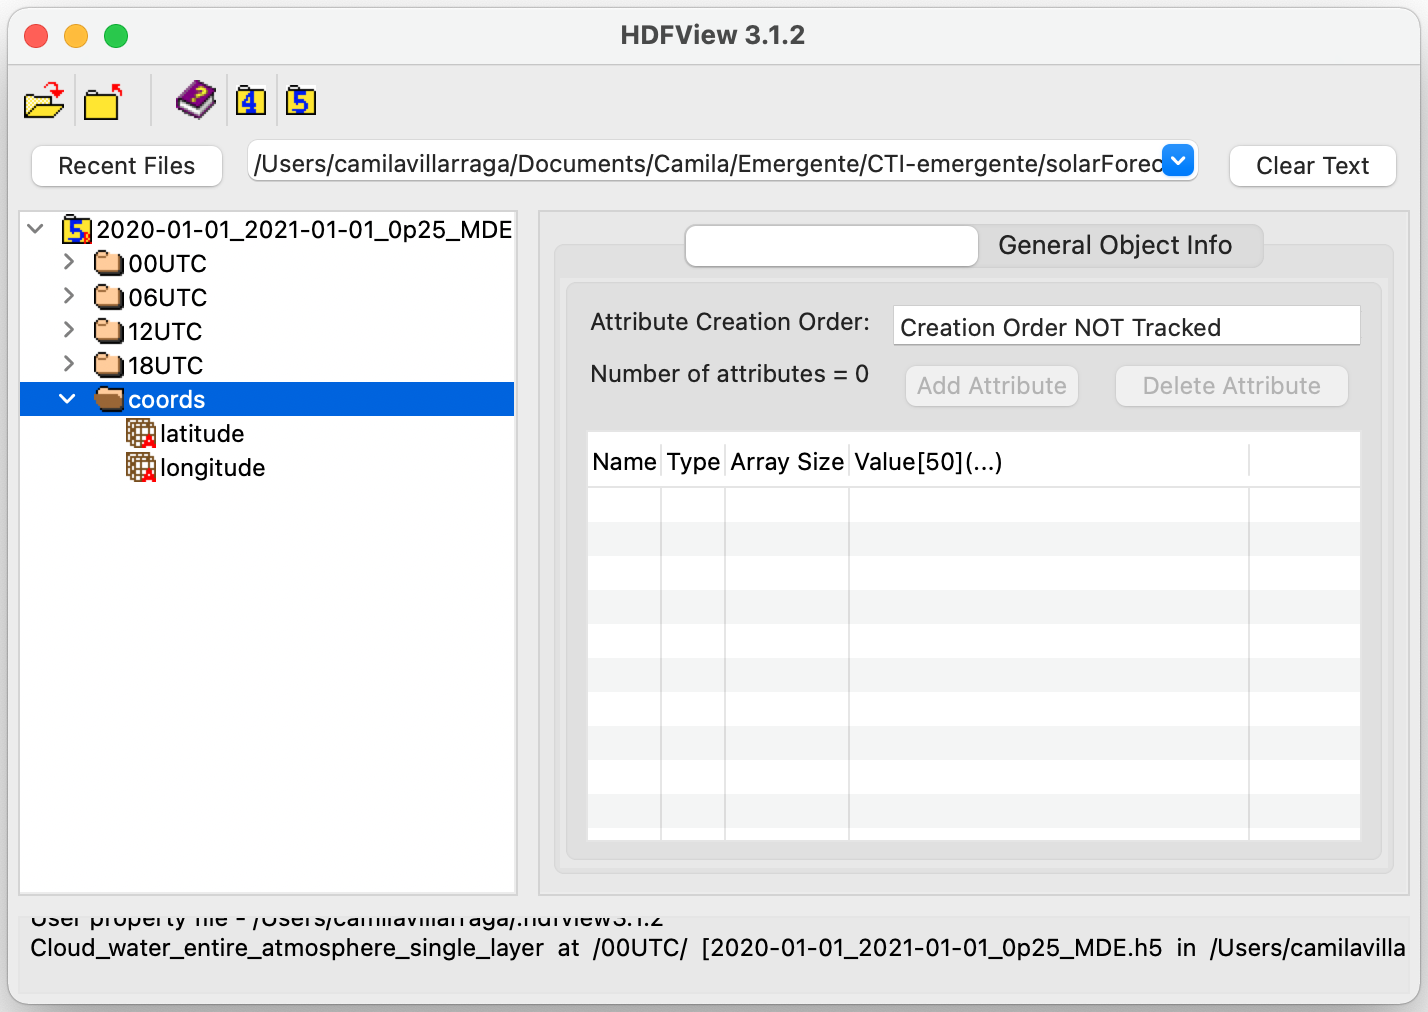 HDFView 3.1.2
4
5
Recent Files
/Users/camilavillarraga/Documents/Camila/Emergente/CTI-emergente/solarForec
Clear Text
2020-01-01_2021-01-01_0p25_MDE
00UTC
06UTC
12UTC
18UTC
coords
latitude
longitude
General Object Info
Attribute Creation Order:
Creation Order NOT Tracked
Number of attributes = 0
Add Attribute
Delete Attribute
Name Type Array Size Value[50](...)
User property file - /Users/camilavillarraga/.hdfview3.1.2
Cloud_water_entire_atmosphere_single_layer at /00UTC/ [2020-01-01_2021-01-01_0p25_MDE.h5 in /Users/camilavilla